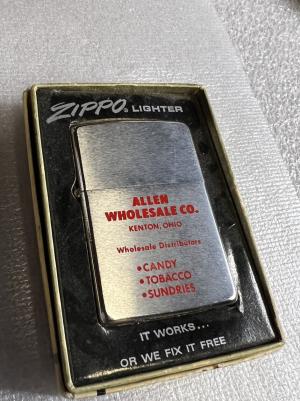 ZIPPO® LIGHTER
ALLEN
WHOLESALE CO.
KENTON, OHIO
Wholesale Distributors
•CANDY
•TOBACCO
•SUNDRIES
IT WORKS...
OR WE FIX IT FREE